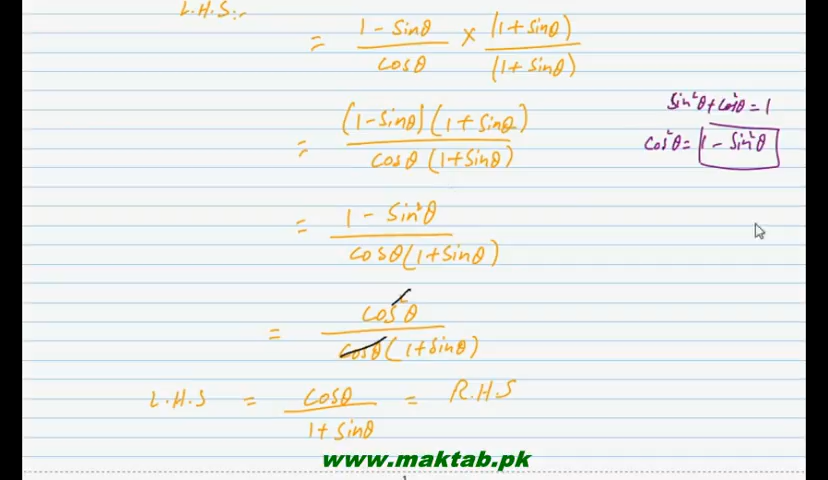 L.H.S:-
= 1 - sinθ / cosθ × (1 + sinθ) / (1 + sinθ)
= (1 - sinθ) (1 + sinθ) / cosθ (1 + sinθ)
sin²θ + cos²θ = 1
cos²θ = 1 - sin²θ
= 1 - sin²θ / cosθ (1 + sinθ)
= cos²θ / cosθ (1 + sinθ)
L.H.S = cosθ / 1 + sinθ = R.H.S
www.maktab.pk